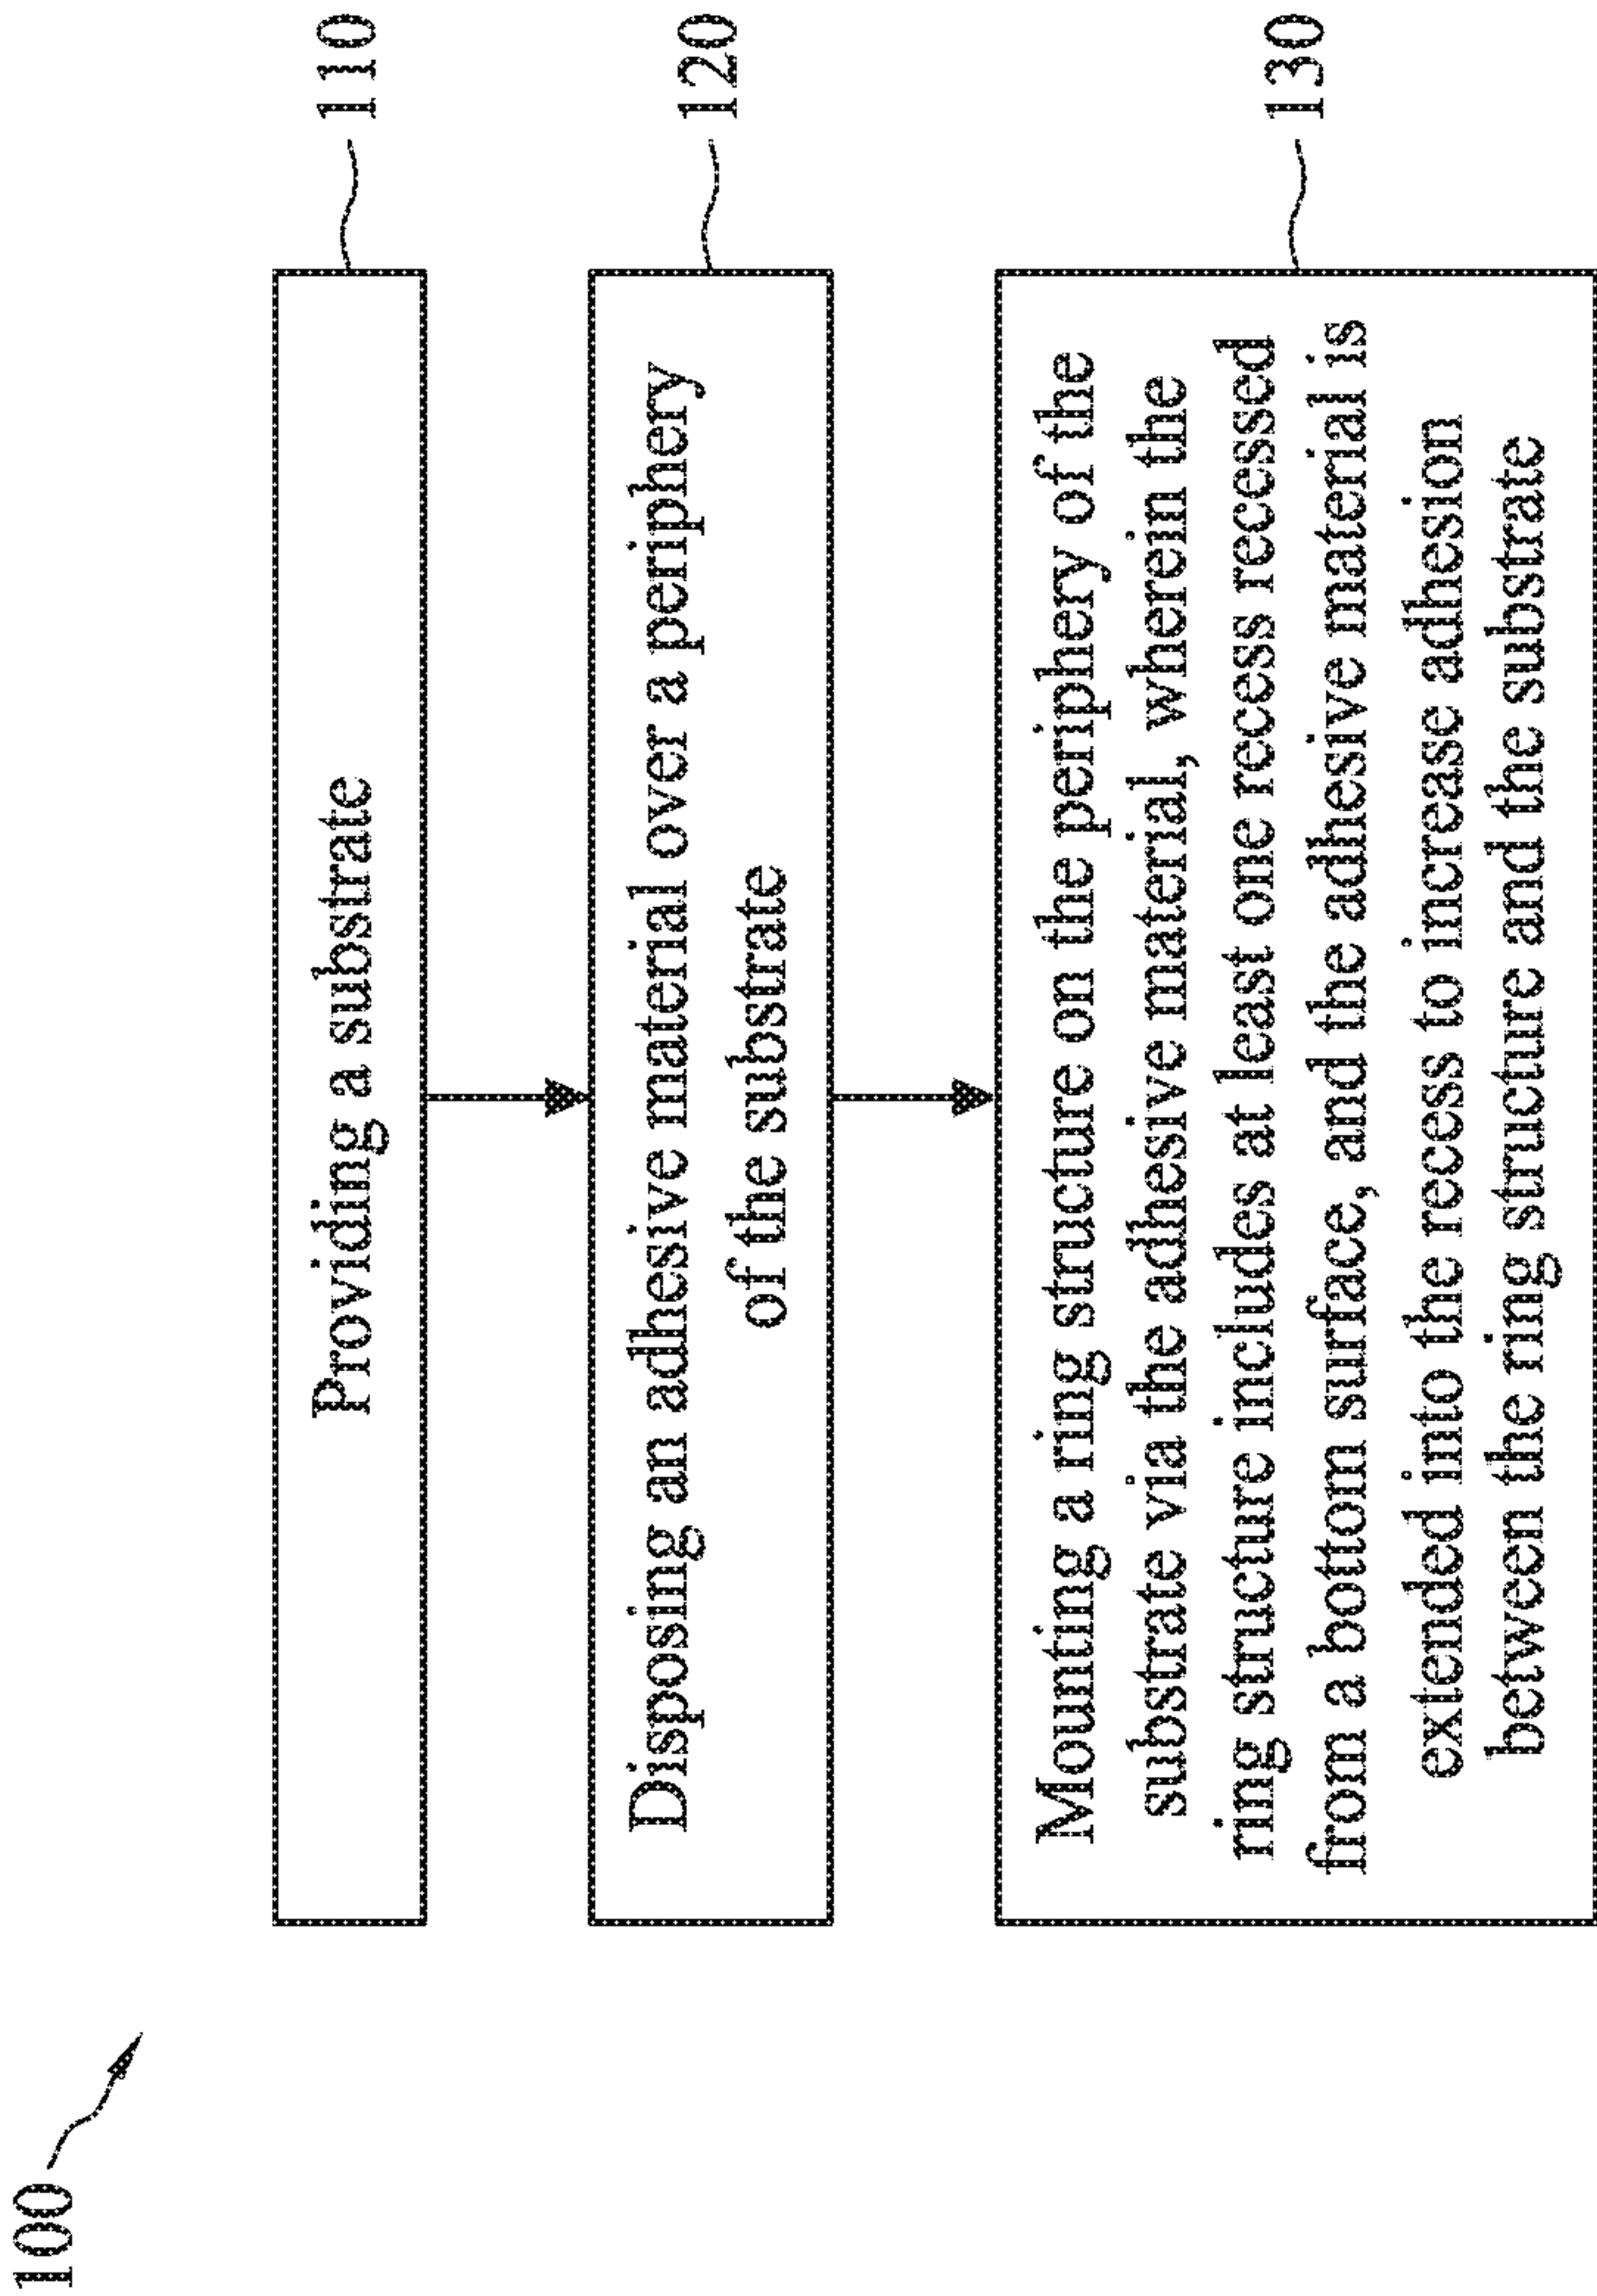 100
Providing a substrate
110
Disposing an adhesive material over a periphery
of the substrate
120
Mounting a ring structure on the periphery of the
substrate via the adhesive material, wherein the
ring structure includes at least one recess recessed
from a bottom surface, and the adhesive material is
extended into the recess to increase adhesion
between the ring structure and the substrate
130